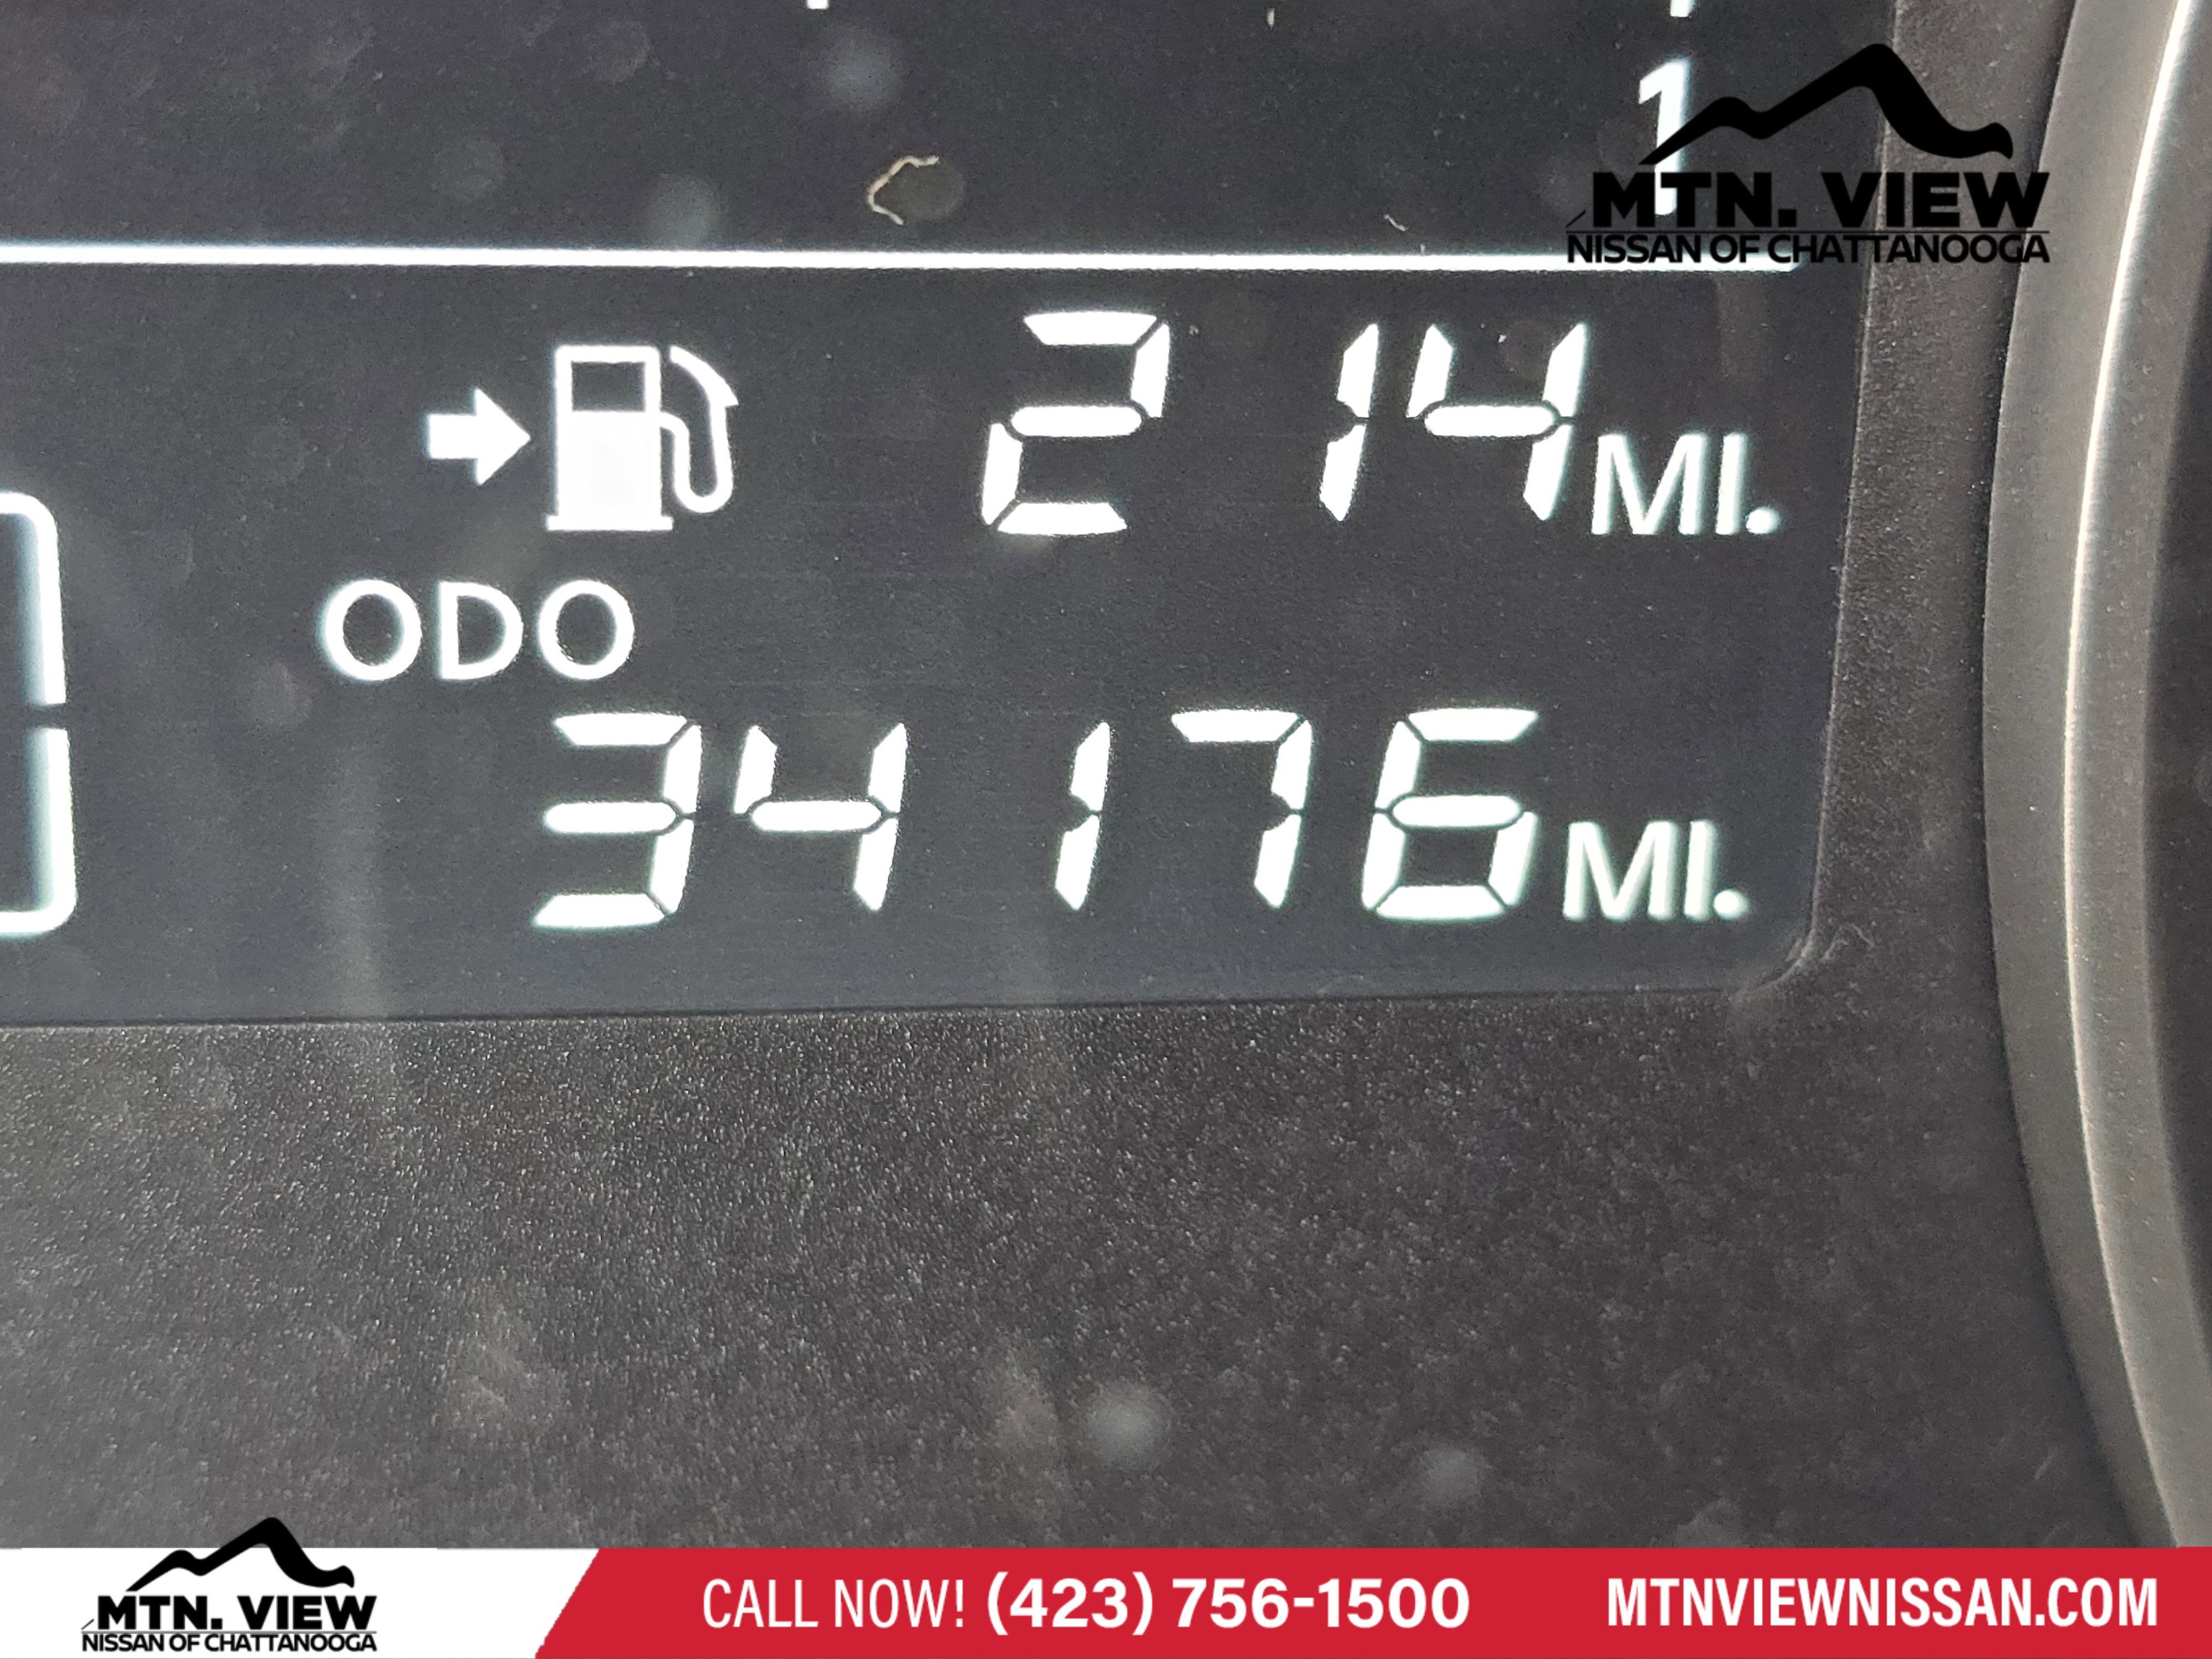 1
MTN. VIEW
NISSAN OF CHATTANOOGA
214 MI.
ODO
34176 MI.
MTN. VIEW
NISSAN OF CHATTANOOGA
CALL NOW! (423) 756-1500
MTNVIEWNISSAN.COM